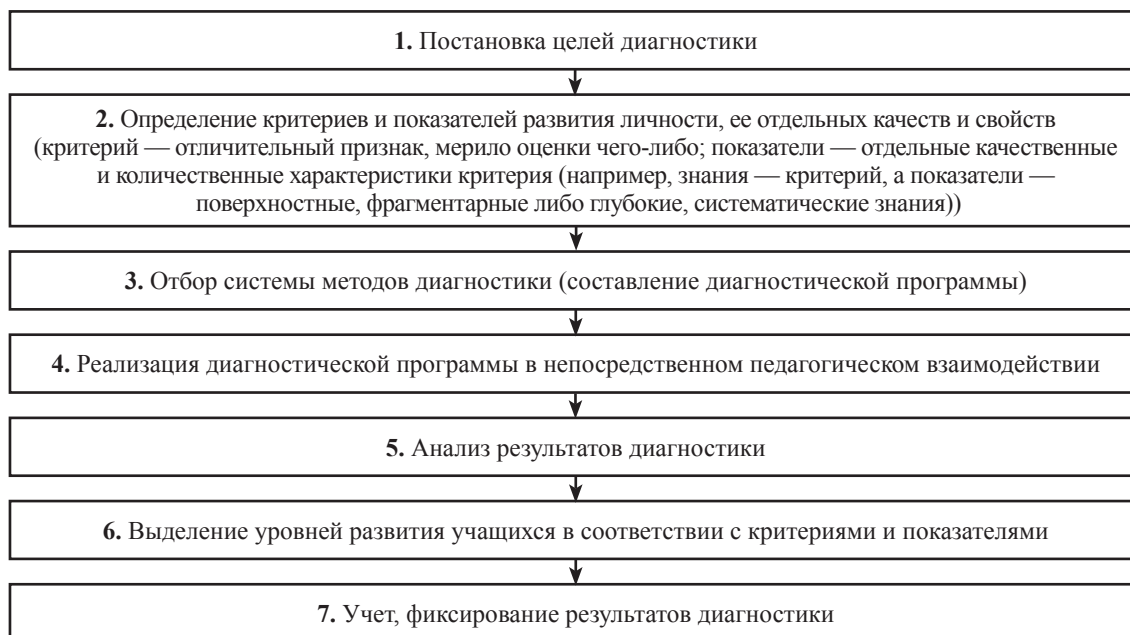 1. Постановка целей диагностики
2. Определение критериев и показателей развития личности, ее отдельных качеств и свойств
(критерий — отличительный признак, мерило оценки чего-либо; показатели — отдельные качественные
и количественные характеристики критерия (например, знания — критерий, а показатели —
поверхностные, фрагментарные либо глубокие, систематические знания))
3. Отбор системы методов диагностики (составление диагностической программы)
4. Реализация диагностической программы в непосредственном педагогическом взаимодействии
5. Анализ результатов диагностики
6. Выделение уровней развития учащихся в соответствии с критериями и показателями
7. Учет, фиксирование результатов диагностики